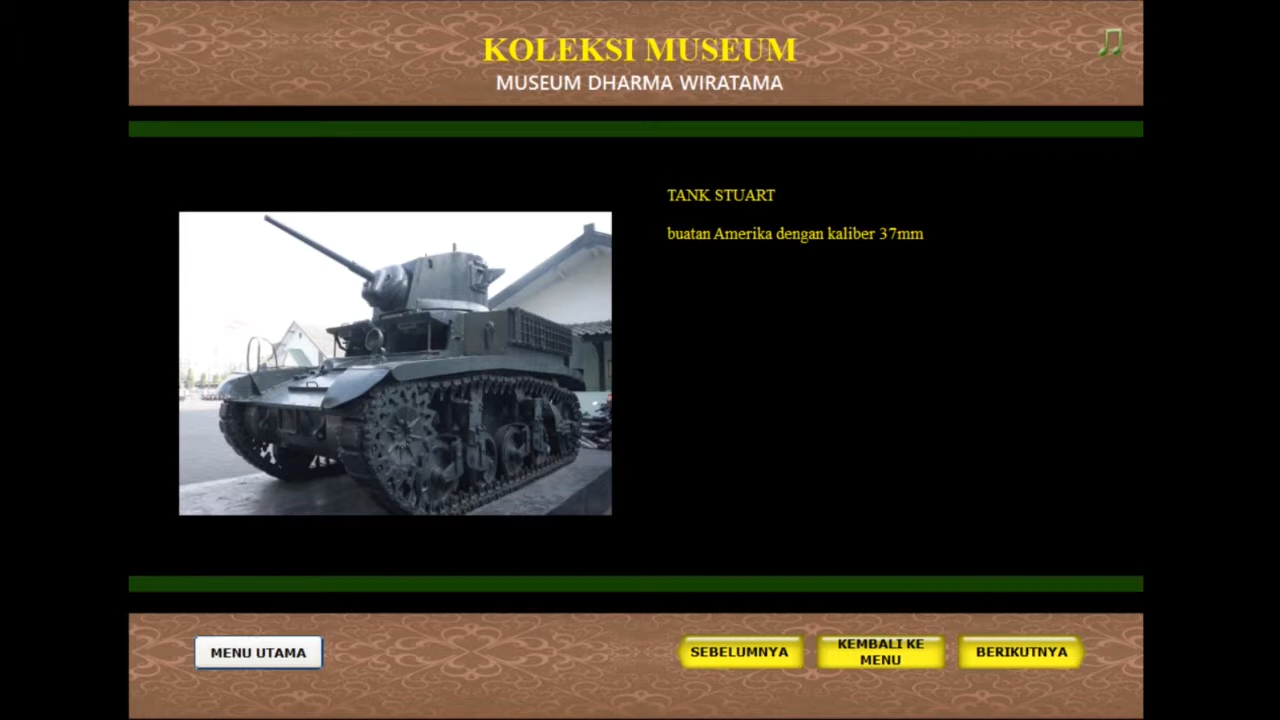 KOLEKSI MUSEUM
MUSEUM DHARMA WIRATAMA
TANK STUART
buatan Amerika dengan kaliber 37mm
MENU UTAMA
SEBELUMNYA
KEMBALI KE
MENU
BERIKUTNYA